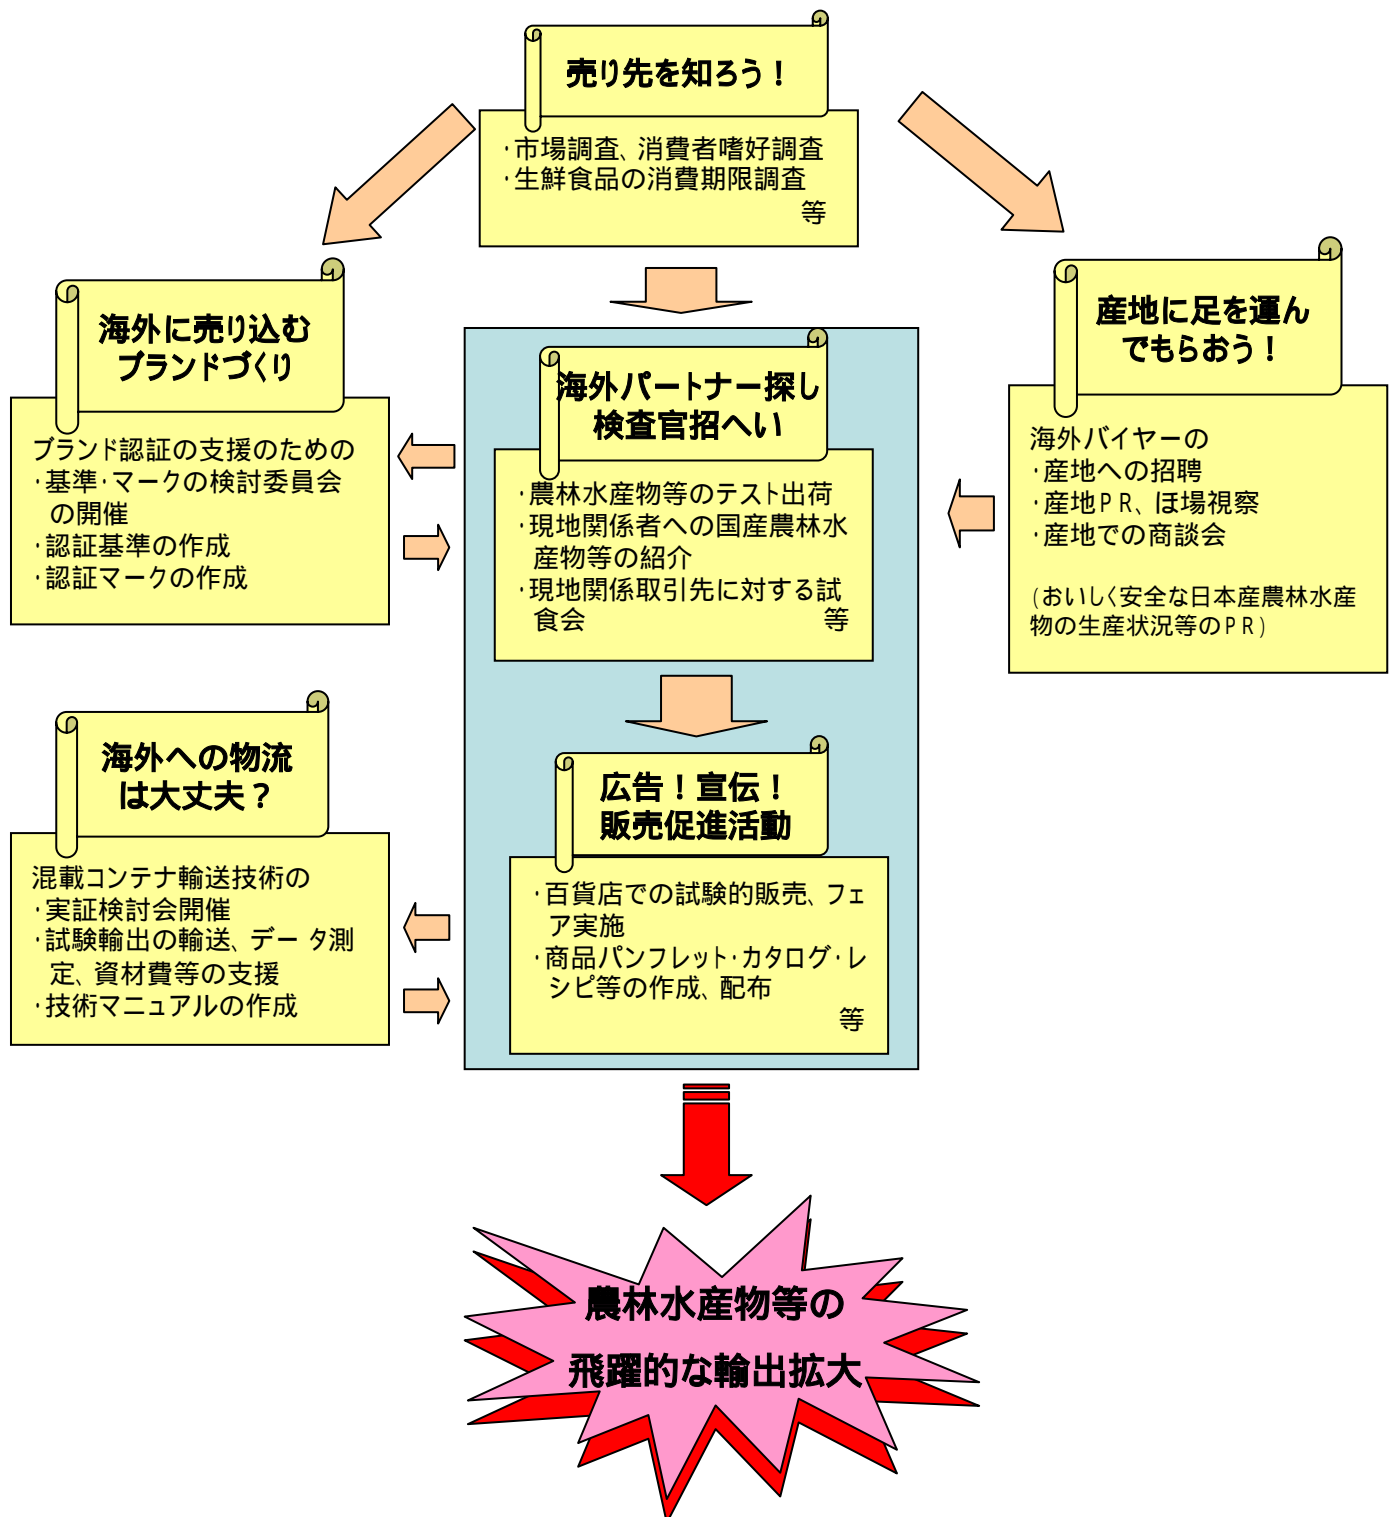 売り先を知ろう！
・市場調査、消費者嗜好調査
・生鮮食品の消費期限調査
等
海外に売り込む
ブランドづくり
ブランド認証の支援のための
・基準・マークの検討委員会
の開催
・認証基準の作成
・認証マークの作成
海外パートナー探し
検査官招へい
・農林水産物等のテスト出荷
・現地関係者への国産農林水
産物等の紹介
・現地関係取引先に対する試
食会 等
産地に足を運ん
でもらおう！
海外バイヤーの
・産地への招聘
・産地ＰＲ、ほ場視察
・産地での商談会
（おいしく安全な日本産農林水産
物の生産状況等のＰＲ）
海外への物流
は大丈夫？
混載コンテナ輸送技術の
・実証検討会開催
・試験輸出の輸送、データ測
定、資材費等の支援
・技術マニュアルの作成
広告！宣伝！
販売促進活動
・百貨店での試験的販売、フェ
ア実施
・商品パンフレット・カタログ・レ
シピ等の作成、配布
等
農林水産物等の
飛躍的な輸出拡大